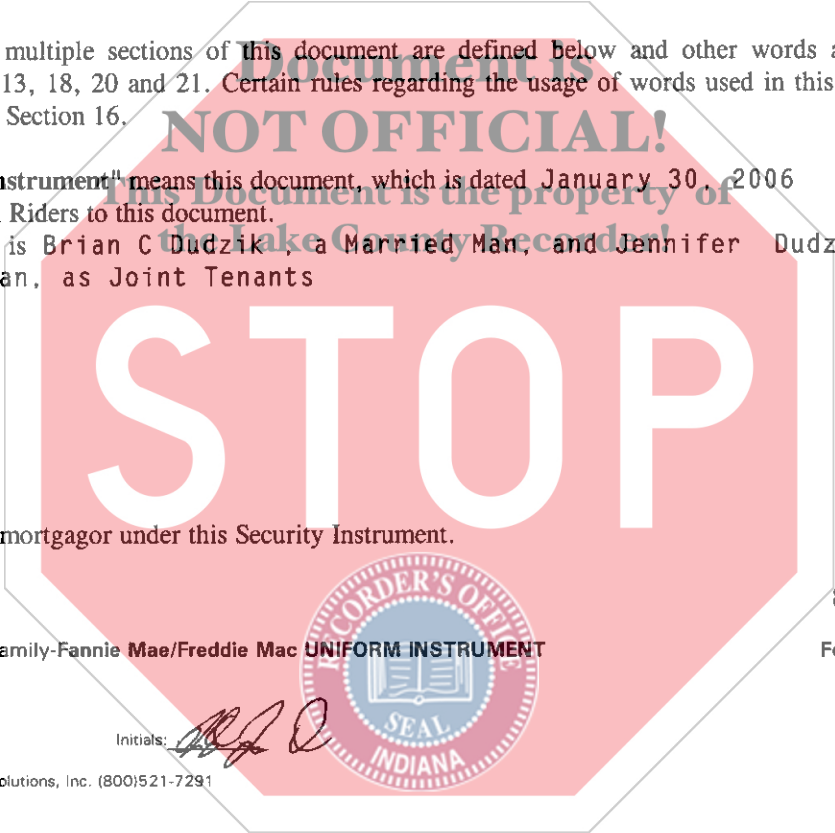 multiple sections of this document are defined below and other words a
Document is
13, 18, 20 and 21. Certain rules regarding the usage of words used in this
Section 16.
NOT OFFICIAL!
nstrument" means this document, which is dated January 30, 2006
This Document is the property of
Riders to this document.
the Lake County Recorder!
is Brian C Dudzik , a Married Man, and Jennifer Dudz
an, as Joint Tenants
STOP
mortgagor under this Security Instrument.
RECORDER'S OFFICE
amily-Fannie Mae/Freddie Mac UNIFORM INSTRUMENT
Fo
SEAL
INDIANA
Initials:
olutions, Inc. (800)521-7291